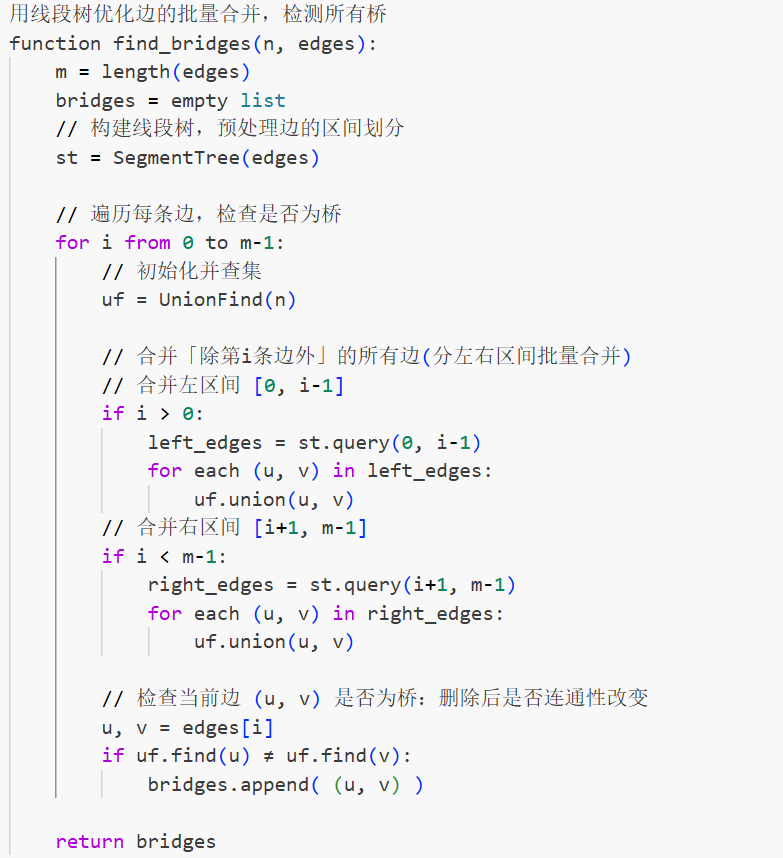 用线段树优化边的批量合并，检测所有桥
function find_bridges(n, edges):
    m = length(edges)
    bridges = empty list
    // 构建线段树，预处理边的区间划分
    st = SegmentTree(edges)

    // 遍历每条边，检查是否为桥
    for i from 0 to m-1:
        // 初始化并查集
        uf = UnionFind(n)

        // 合并「除第i条边外」的所有边(分左右区间批量合并)
        // 合并左区间 [0, i-1]
        if i > 0:
            left_edges = st.query(0, i-1)
            for each (u, v) in left_edges:
                uf.union(u, v)
        // 合并右区间 [i+1, m-1]
        if i < m-1:
            right_edges = st.query(i+1, m-1)
            for each (u, v) in right_edges:
                uf.union(u, v)

        // 检查当前边 (u, v) 是否为桥：删除后是否连通性改变
        u, v = edges[i]
        if uf.find(u) ≠ uf.find(v):
            bridges.append( (u, v) )

    return bridges